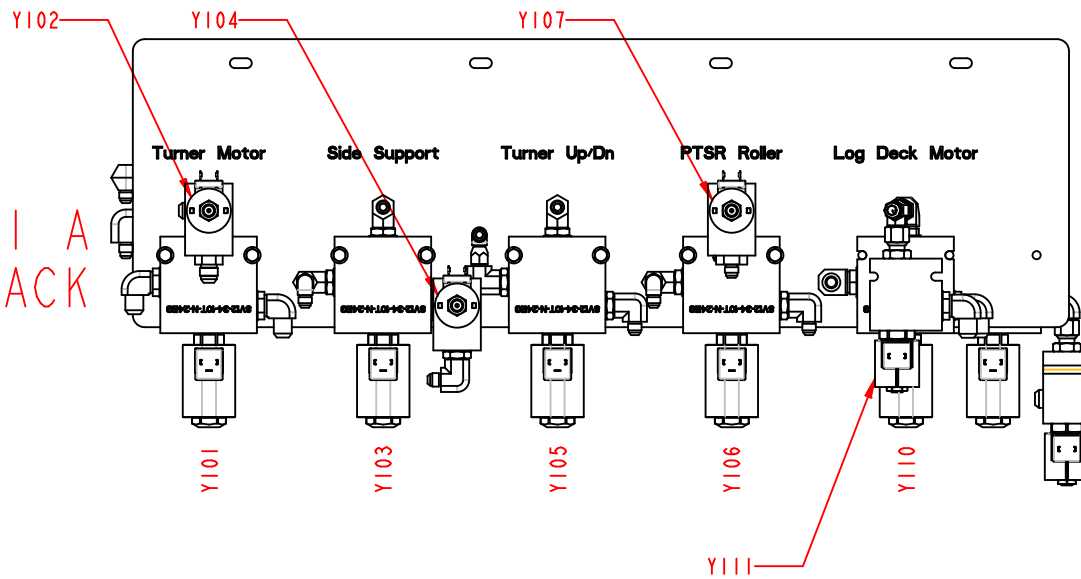 Y102
Y104
Y107
Turner Motor
Side Support
Turner Up/Dn
PTSR Roller
Log Deck Motor
1 A
ACK
Y101
Y103
Y105
Y106
Y110
Y111